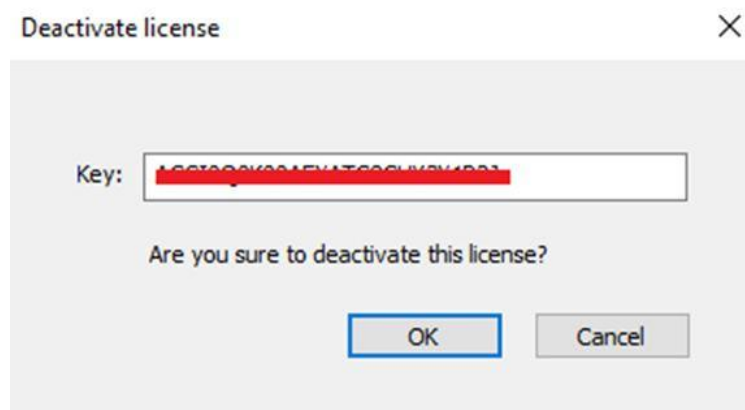 Deactivate license
Key:
Are you sure to deactivate this license?
OK
Cancel